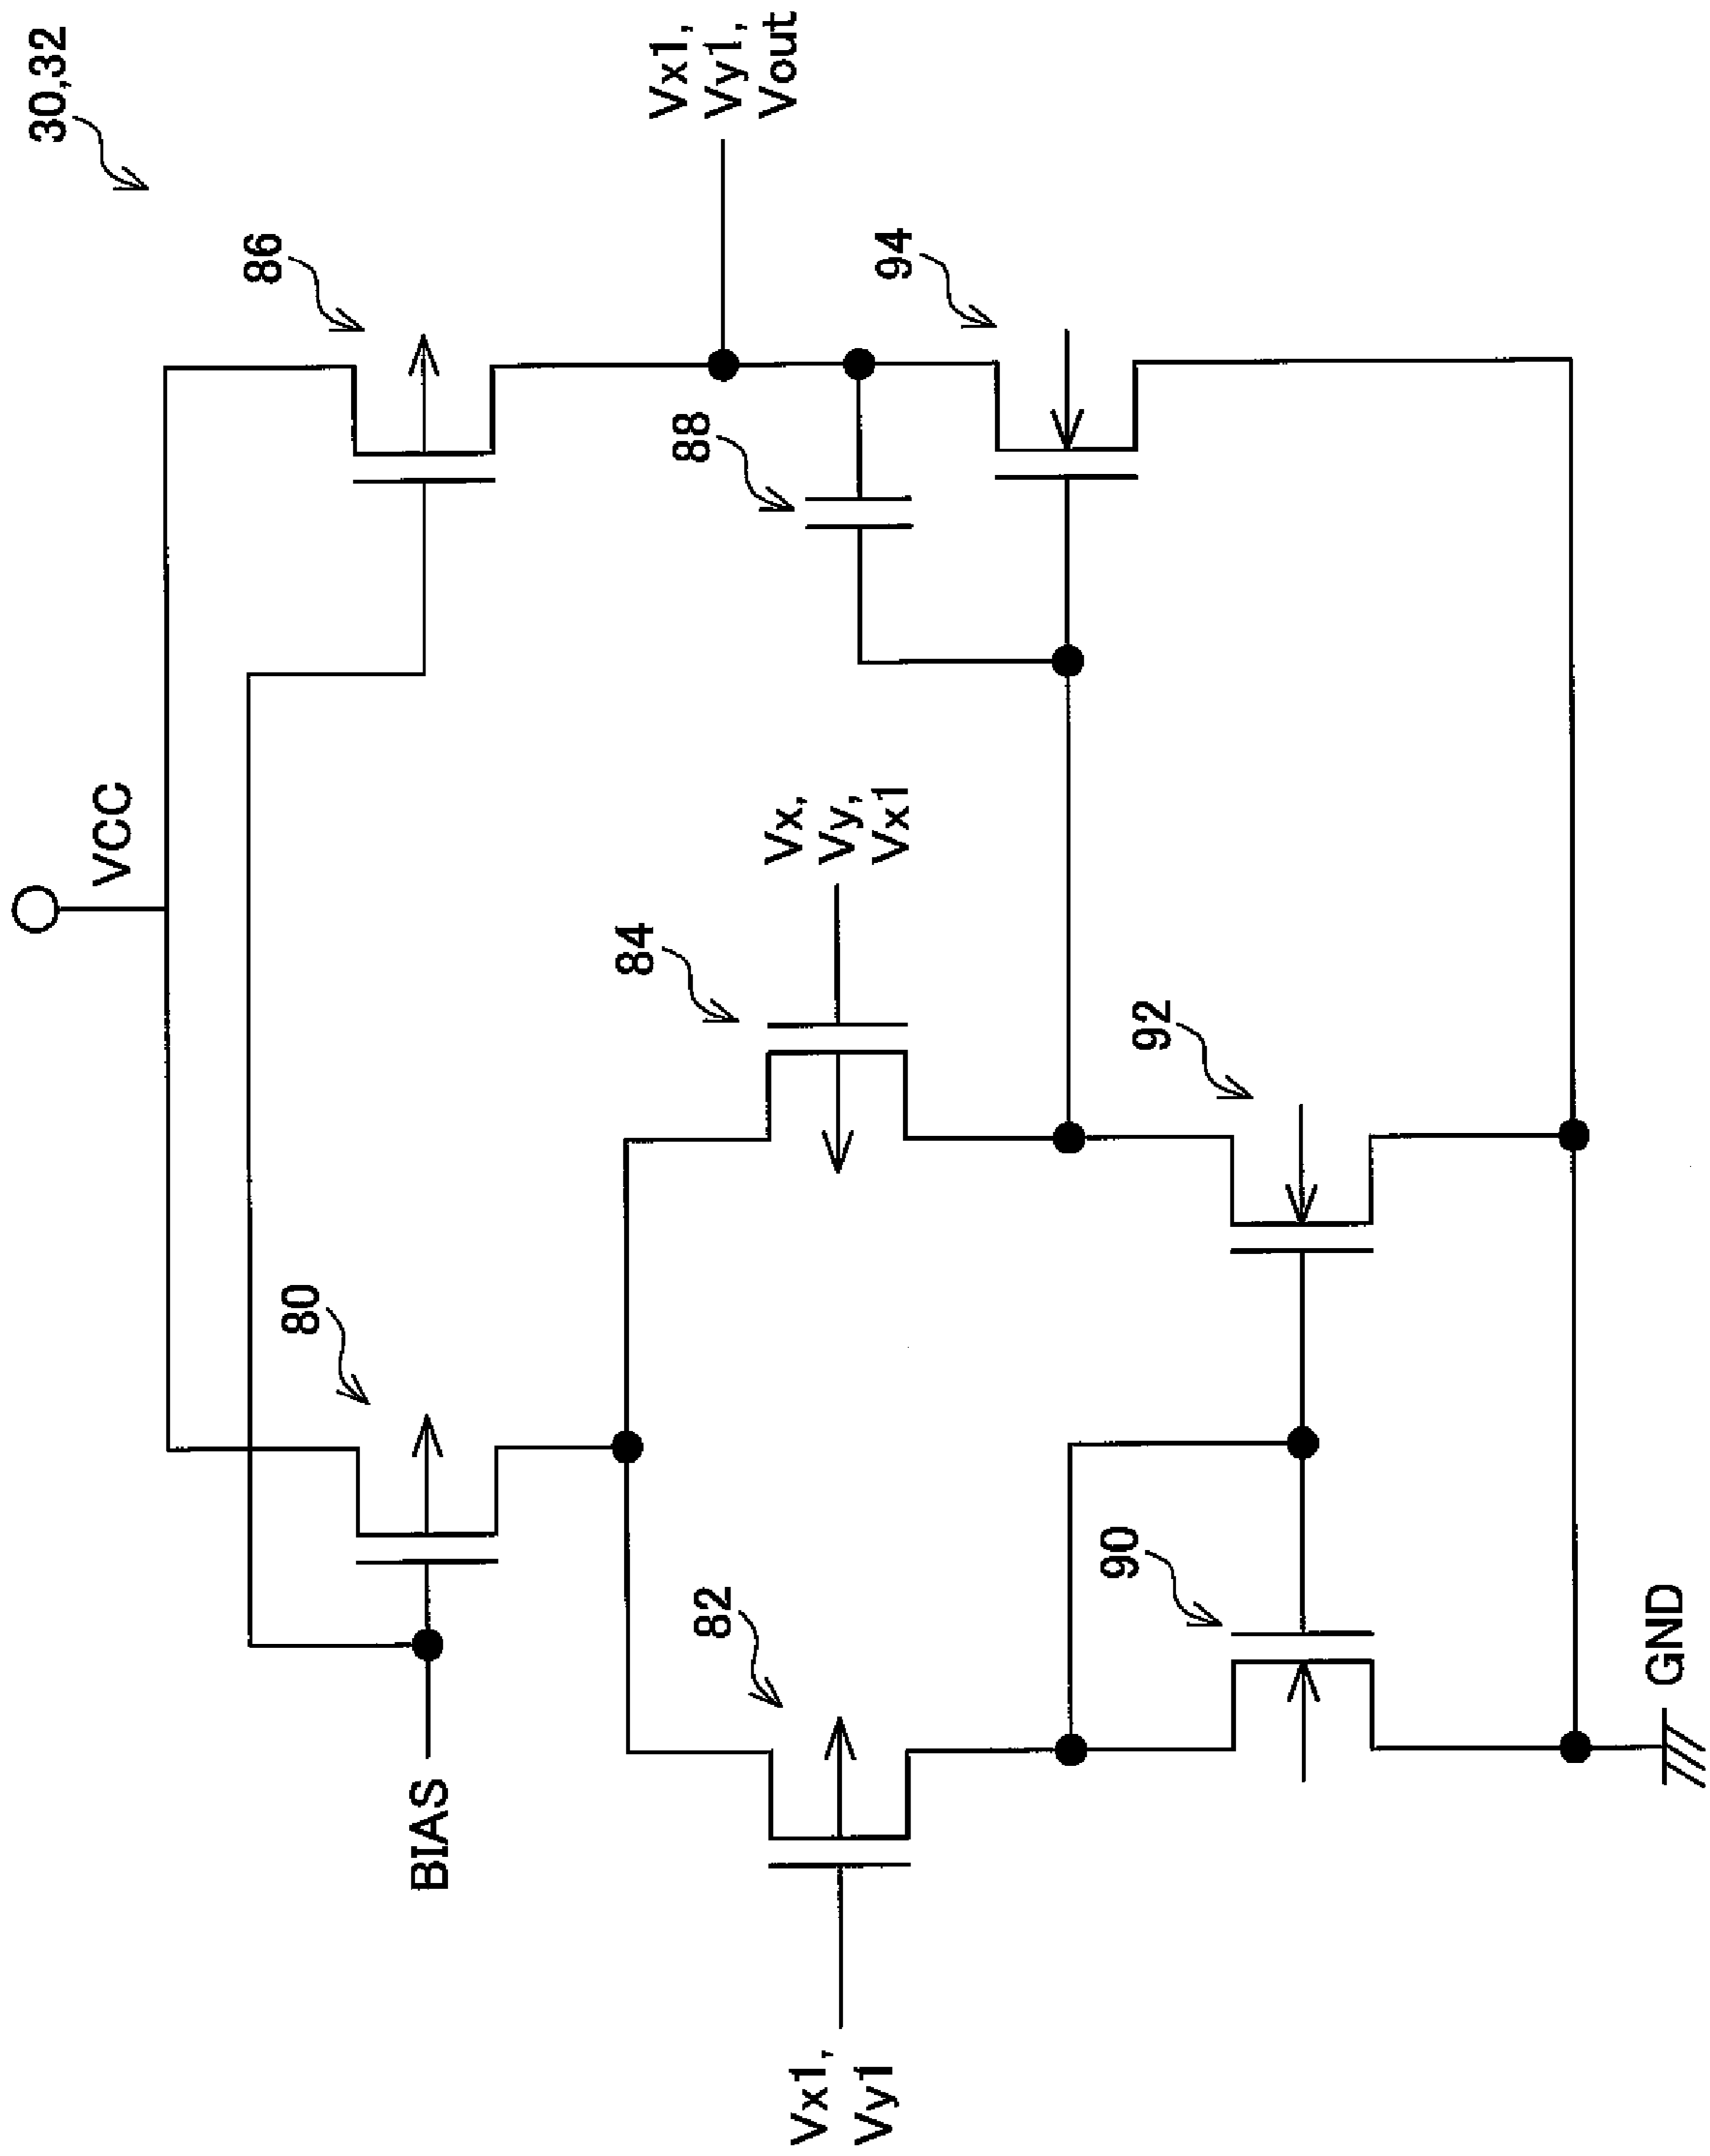 30,32
VCC
86
Vx1,
Vy1,
Vout
80
84
88
94
Vx,
Vy,
Vx1
BIAS
82
92
90
Vx1,
Vy1
GND